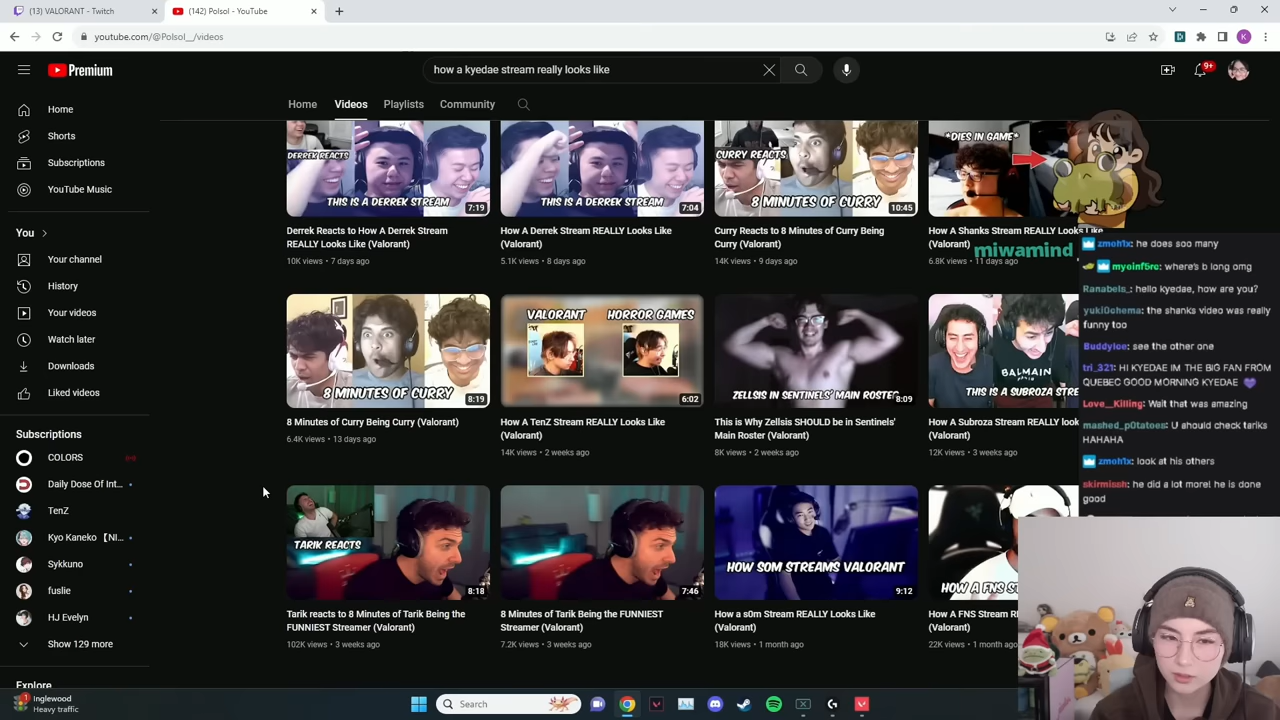 (13) VALORANT - Twitch
(142) Polsol - YouTube
youtube.com/@Polsol__/videos
K
Premium
how a kyedae stream really looks like
9+
Home
Videos
Playlists
Community
Home
Shorts
Subscriptions
YouTube Music
You
Your channel
History
Your videos
Watch later
Downloads
Liked videos
Subscriptions
COLORS
Daily Dose Of Int...
TenZ
Kyo Kaneko 【NI...
Sykkuno
fuslie
HJ Evelyn
Show 129 more
Explore
DERREK REACTS
THIS IS A DERREK STREAM
7:19
Derrek Reacts to How A Derrek Stream
REALLY Looks Like (Valorant)
10K views • 7 days ago
THIS IS A DERREK STREAM
7:04
How A Derrek Stream REALLY Looks Like
(Valorant)
5.1K views • 8 days ago
CURRY REACTS
8 MINUTES OF CURRY
10:45
Curry Reacts to 8 Minutes of Curry Being
Curry (Valorant)
14K views • 9 days ago
*DIES IN GAME*
How A Shanks Stream REALLY Looks Like
(Valorant)
6.8K views • 11 days ago
miwamind
8 MINUTES OF CURRY
8:19
8 Minutes of Curry Being Curry (Valorant)
6.4K views • 13 days ago
VALORANT
HORROR GAMES
6:02
How A TenZ Stream REALLY Looks Like
(Valorant)
14K views • 2 weeks ago
ZELLSIS IN SENTINELS' MAIN ROSTER
8:09
This is Why Zellsis SHOULD be in Sentinels'
Main Roster (Valorant)
8K views • 2 weeks ago
BALMAIN
PARIS
THIS IS A SUBROZA STRE
How A Subroza Stream REALLY look
(Valorant)
12K views • 3 weeks ago
TARIK REACTS
8:18
Tarik reacts to 8 Minutes of Tarik Being the
FUNNIEST Streamer (Valorant)
102K views • 3 weeks ago
7:46
8 Minutes of Tarik Being the FUNNIEST
Streamer (Valorant)
7.2K views • 3 weeks ago
HOW SOM STREAMS VALORANT
9:12
How a s0m Stream REALLY Looks Like
(Valorant)
18K views • 1 month ago
HOW A FNS S
How A FNS Stream R
(Valorant)
22K views • 1 month ago
zmoh1x: he does soo many
where's b long omg
Ranabels_: hello kyedae, how are you?
the shanks video was really
funny too
see the other one
tri_321: HI KYEDAE IM THE BIG FAN FROM
QUEBEC GOOD MORNING KYEDAE
Love__Killing: Wait that was amazing
mashed_p0tatoes: U ahould check tariks
HAHAHA
zmoh1x: look at his others
he did a lot more! he is done
good
1
Inglewood
Heavy traffic
Search